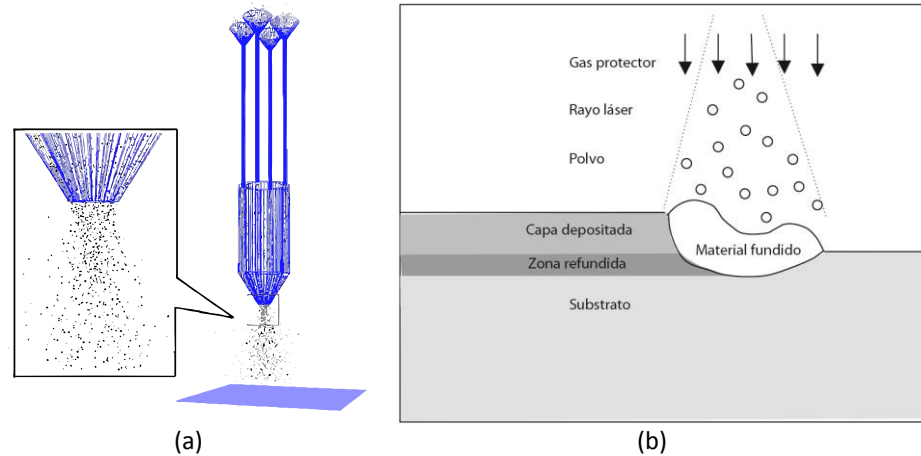 Gas protector
Rayo láser
Polvo
Capa depositada
Material fundido
Zona refundida
Substrato
(a)
(b)